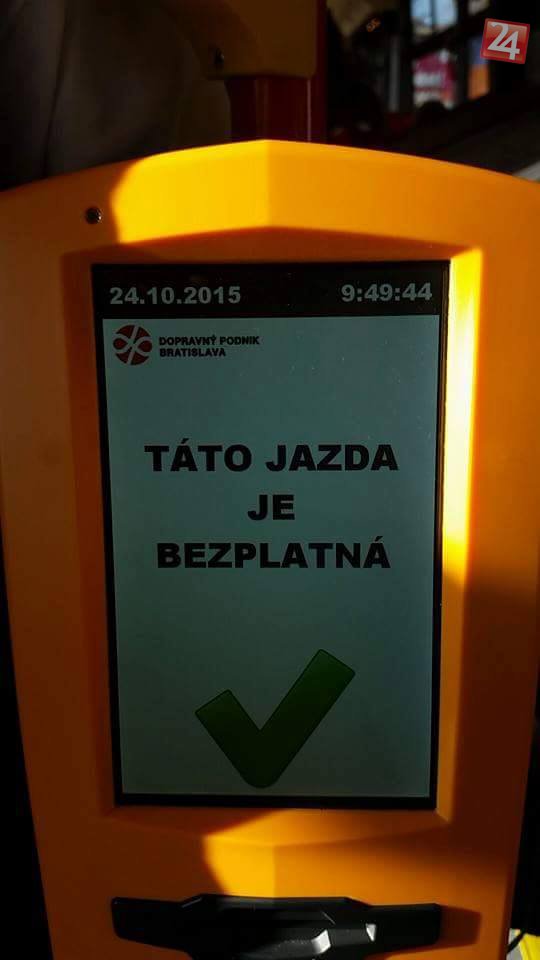 24
24.10.2015 9:49:44
DOPRAVNÝ PODNIK
BRATISLAVA
TÁTO JAZDA
JE
BEZPLATNÁ